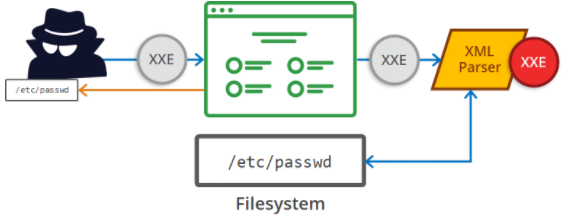 XXE
XXE
XML
Parser
XXE
/etc/passwd
/etc/passwd
Filesystem